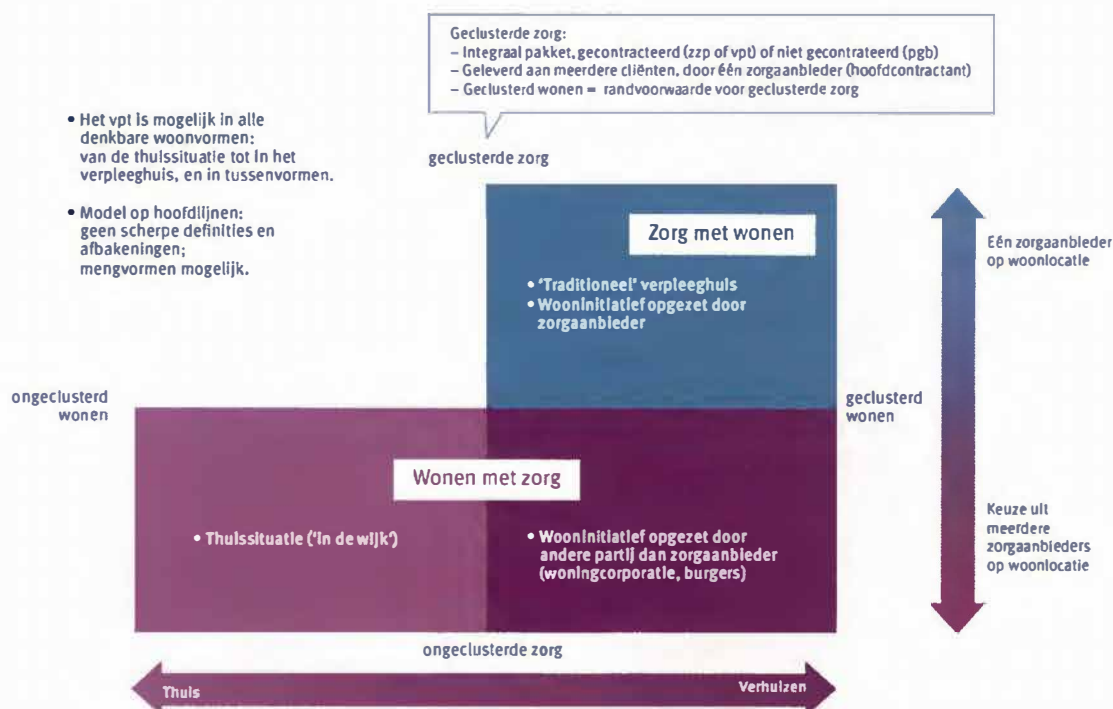 Geclusterde zorg:
– Integraal pakket, gecontracteerd (zzp of vpt) of niet gecontrateerd (pgb)
– Geleverd aan meerdere cliënten, door één zorgaanbieder (hoofdcontractant)
– Geclusterd wonen = randvoorwaarde voor geclusterde zorg
• Het vpt is mogelijk in alle
denkbare woonvormen:
van de thuissituatie tot in het
verpleeghuis, en in tussenvormen.
• Model op hoofdlijnen:
geen scherpe definities en
afbakeningen;
mengvormen mogelijk.
geclusterde zorg
Zorg met wonen
• 'Traditioneel' verpleeghuis
• Wooninitiatief opgezet door
zorgaanbieder
Eén zorgaanbieder
op woonlocatie
ongeclusterd
wonen
geclusterd
wonen
Wonen met zorg
• Thuissituatie ('in de wijk')
• Wooninitiatief opgezet door
andere partij dan zorgaanbieder
(woningcorporatie, burgers)
Keuze uit
meerdere
zorgaanbieders
op woonlocatie
ongeclusterde zorg
Thuis
Verhuizen